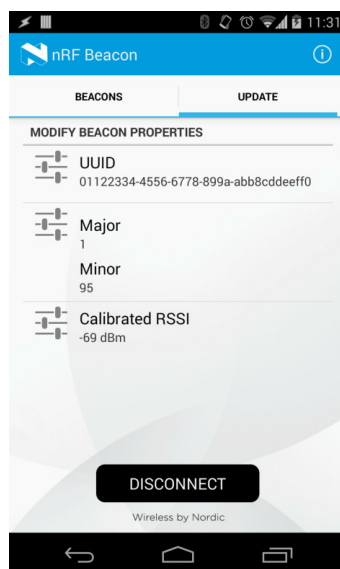 11:31
nRF Beacon
BEACONS UPDATE
MODIFY BEACON PROPERTIES
UUID
01122334-4556-6778-899a-abb8cddeeff0
Major
1
Minor
95
Calibrated RSSI
-69 dBm
DISCONNECT
Wireless by Nordic